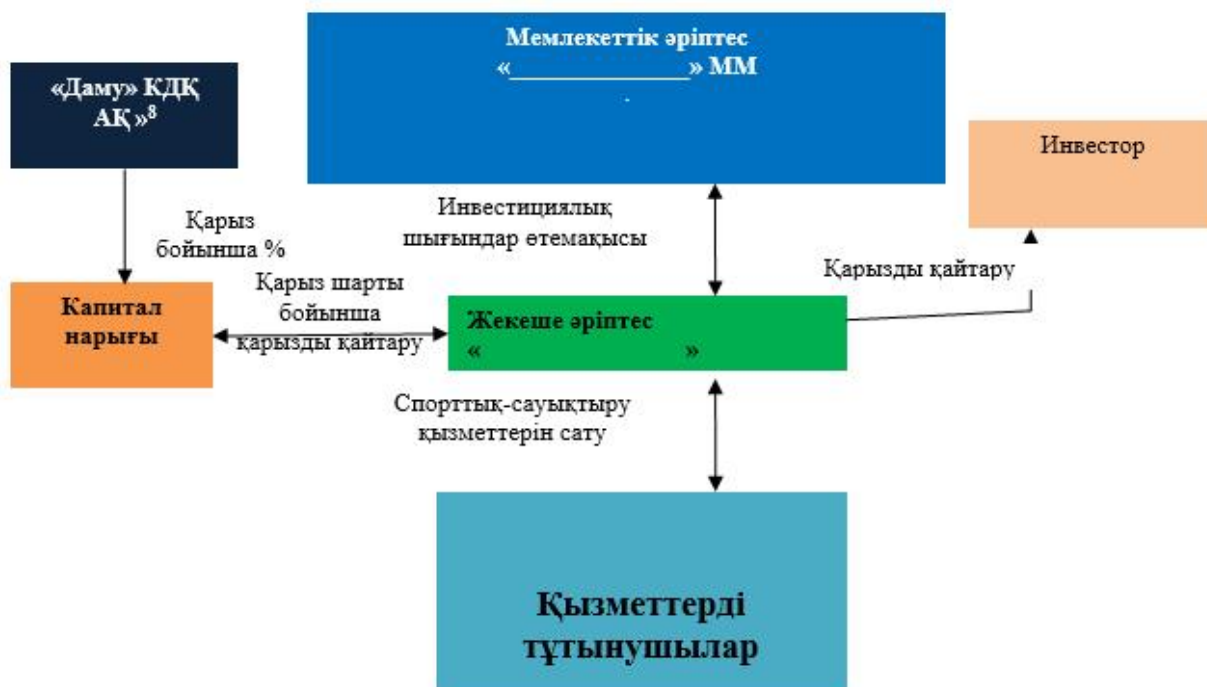 Мемлекеттік әріптес
«______________» ММ
.
«Даму» КДҚ
АҚ »8
Инвестор
Инвестициялық
шығындар өтемақысы
Қарыз
бойынша %
Қарызды қайтару
Қарыз шарты
бойынша
қарызды қайтару
Капитал
нарығы
Жекеше әріптес
« »
Спорттық-сауықтыру
қызметтерін сату
Қызметтерді
тұтынушылар